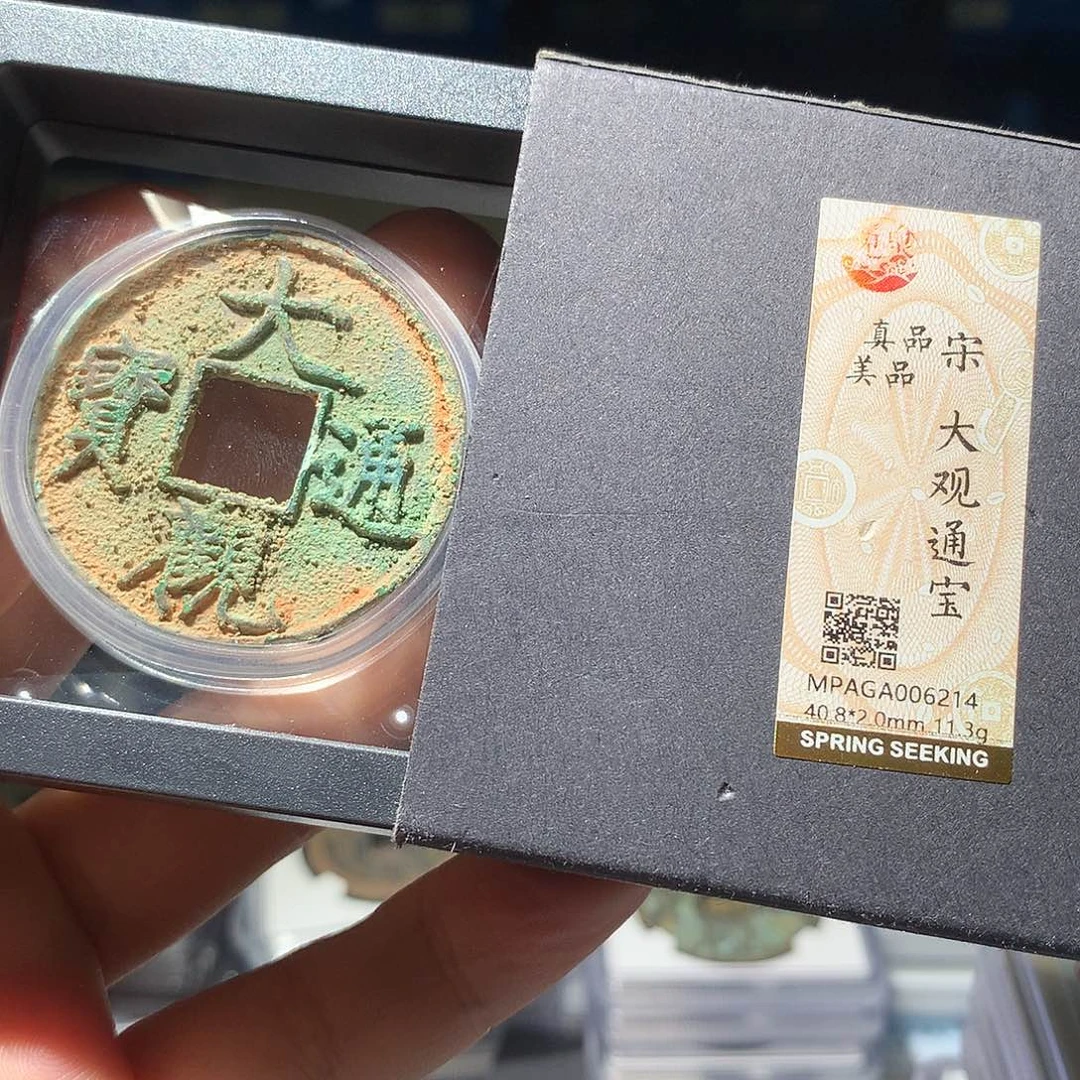 大
通
觀
寶
真品
美品
宋
大观通宝
MPAGA006214
40.8*2.0mm 11.3g
SPRING SEEKING